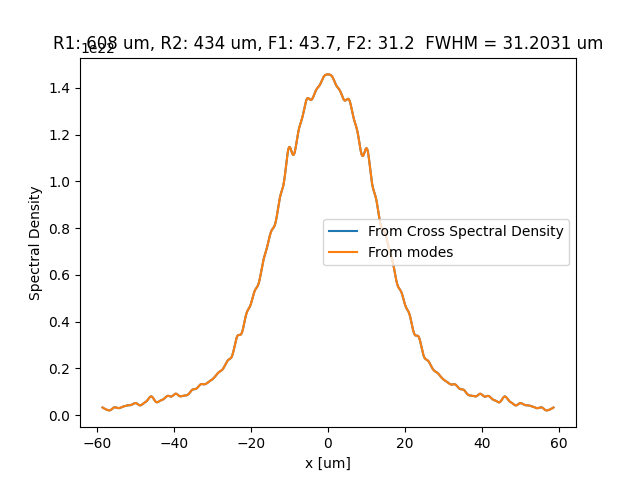 R1: 608 um, R2: 434 um, F1: 43.7, F2: 31.2  FWHM = 31.2031 um
1e22
1.4
1.2
1.0
0.8
0.6
0.4
0.2
0.0
Spectral Density
From Cross Spectral Density
From modes
−60
−40
−20
0
20
40
60
x [um]